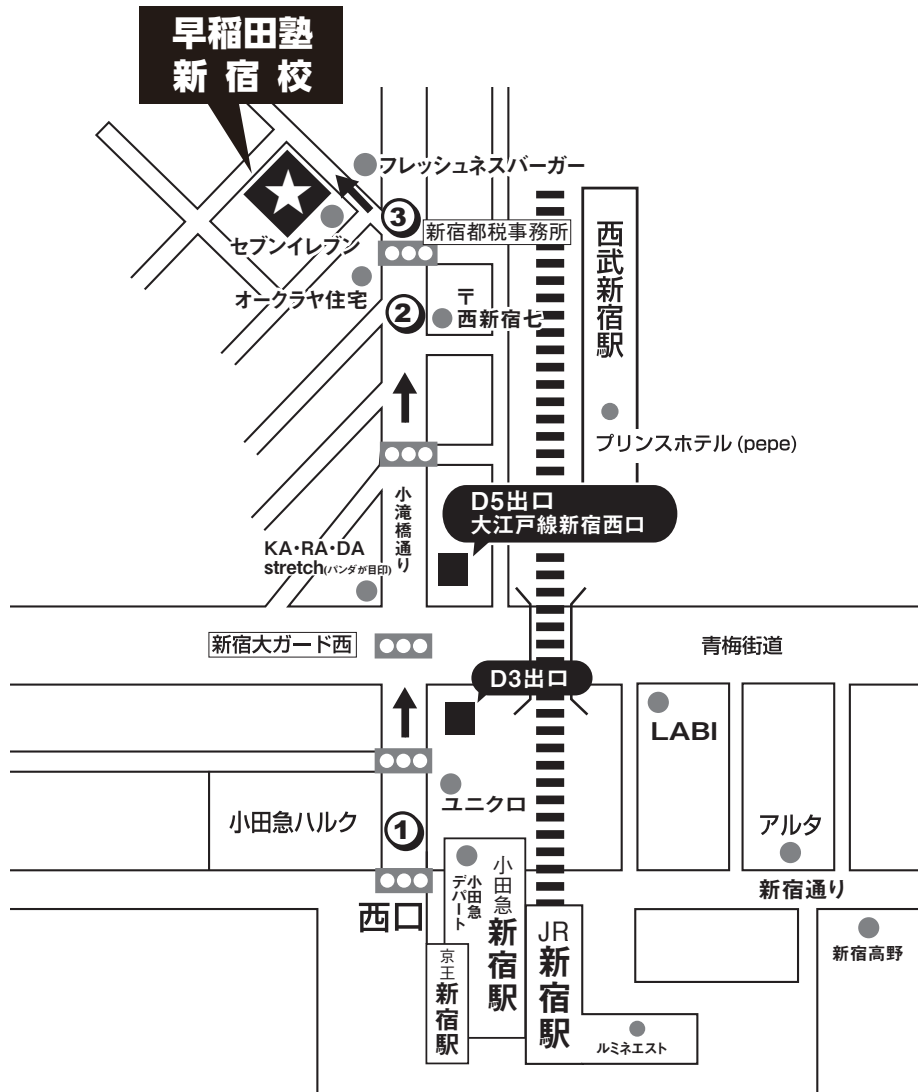 早稲田塾
新宿校
フレッシュネスバーガー
③
新宿都税事務所
セブンイレブン
オークラヤ住宅
②
〒
西新宿七
西武新宿駅
プリンスホテル (pepe)
小滝橋通り
D5出口
大江戸線新宿西口
KA・RA・DA
stretch(パンダが目印)
新宿大ガード西
青梅街道
D3出口
LABI
ユニクロ
小田急ハルク
①
アルタ
新宿通り
西口
小田急
デパート
小田急
新宿駅
京王
新宿駅
JR
新宿駅
新宿高野
ルミネエスト